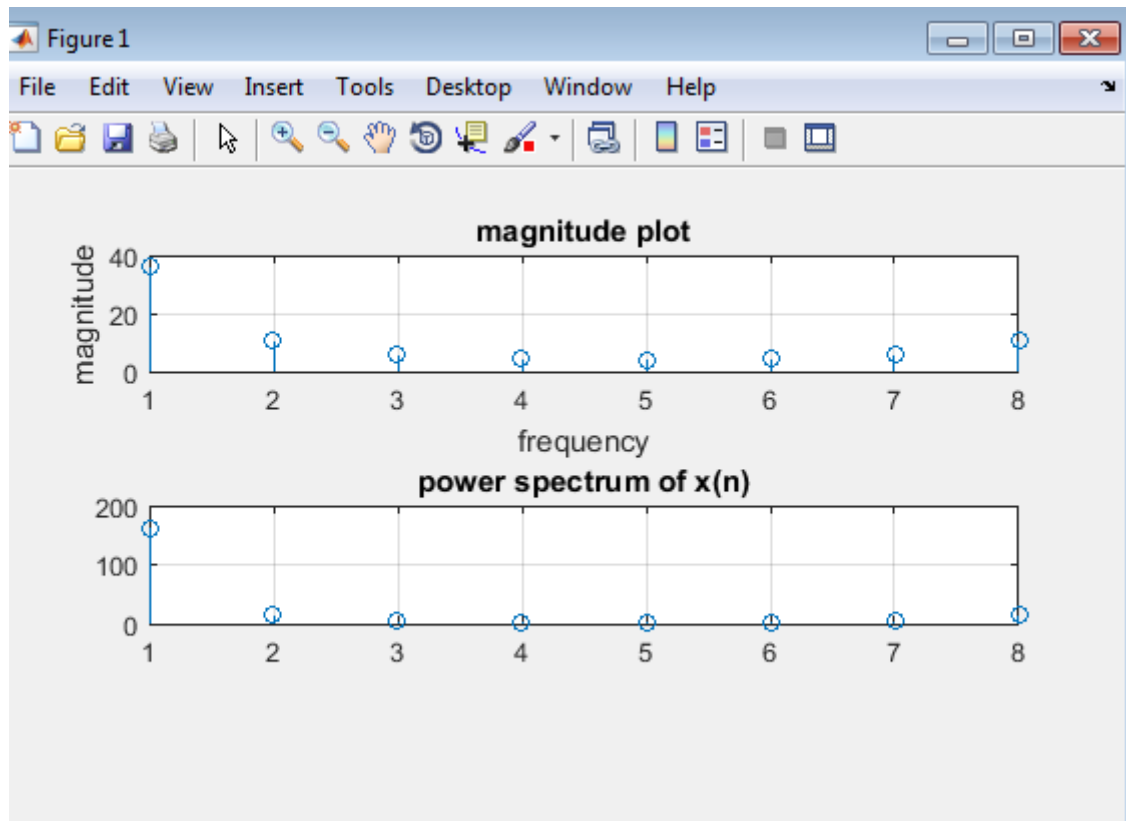 Figure 1
File Edit View Insert Tools Desktop Window Help
magnitude plot
magnitude
40
20
0
1 2 3 4 5 6 7 8
frequency
power spectrum of x(n)
200
100
0
1 2 3 4 5 6 7 8